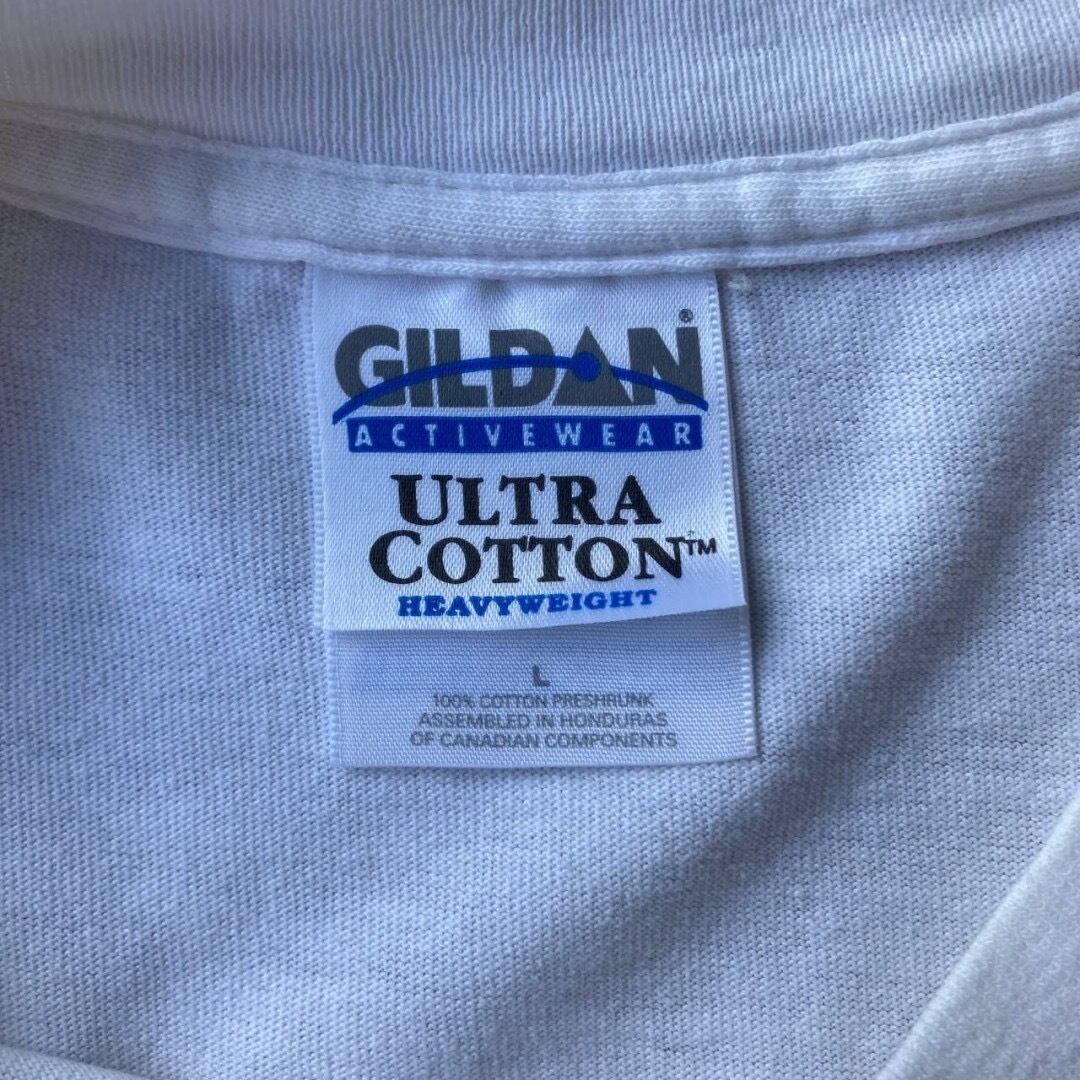 GILDAN®
ACTIVEWEAR
ULTRA
COTTON™
HEAVYWEIGHT
L
100% COTTON PRESHRUNK
ASSEMBLED IN HONDURAS
OF CANADIAN COMPONENTS